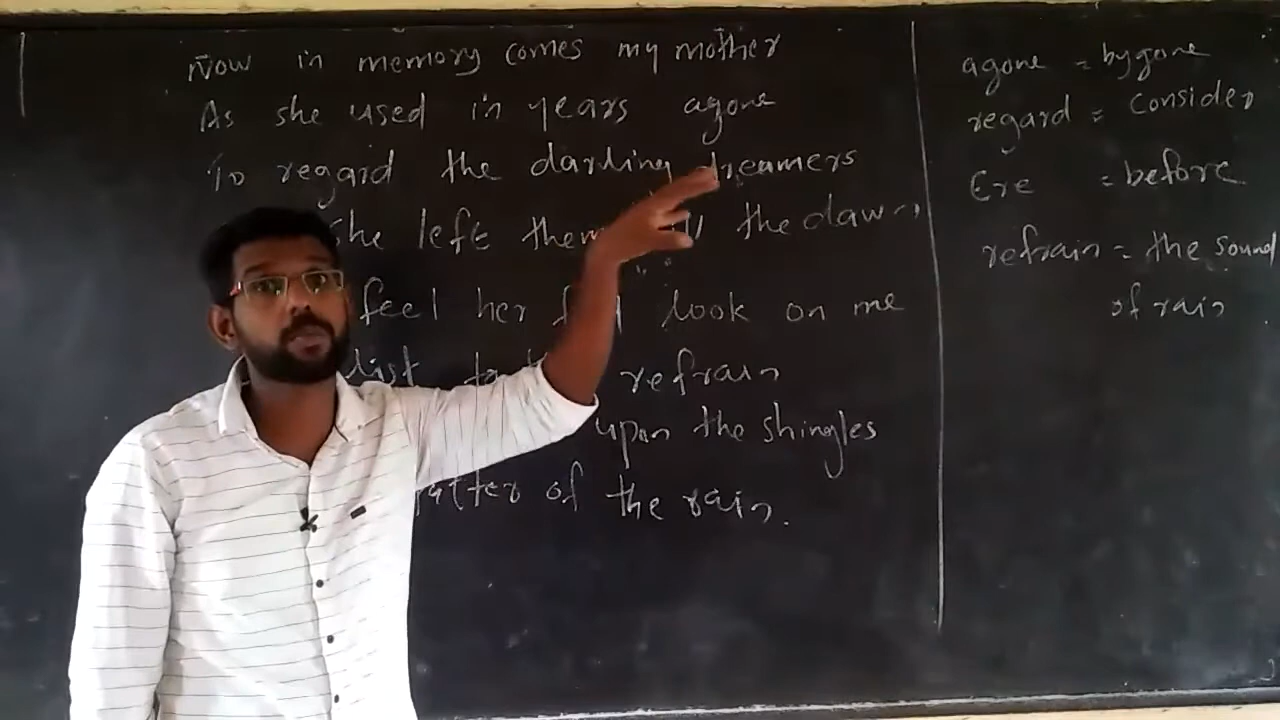 Now in memory comes my mother
As she used in years agone
To regard the darling dreamers
she left them the dawn
feel her look on me
list refrain
upon the shingles
patter of the rain.
agone = bygone
regard = consider
Ere = before
refrain = the sound
of rain